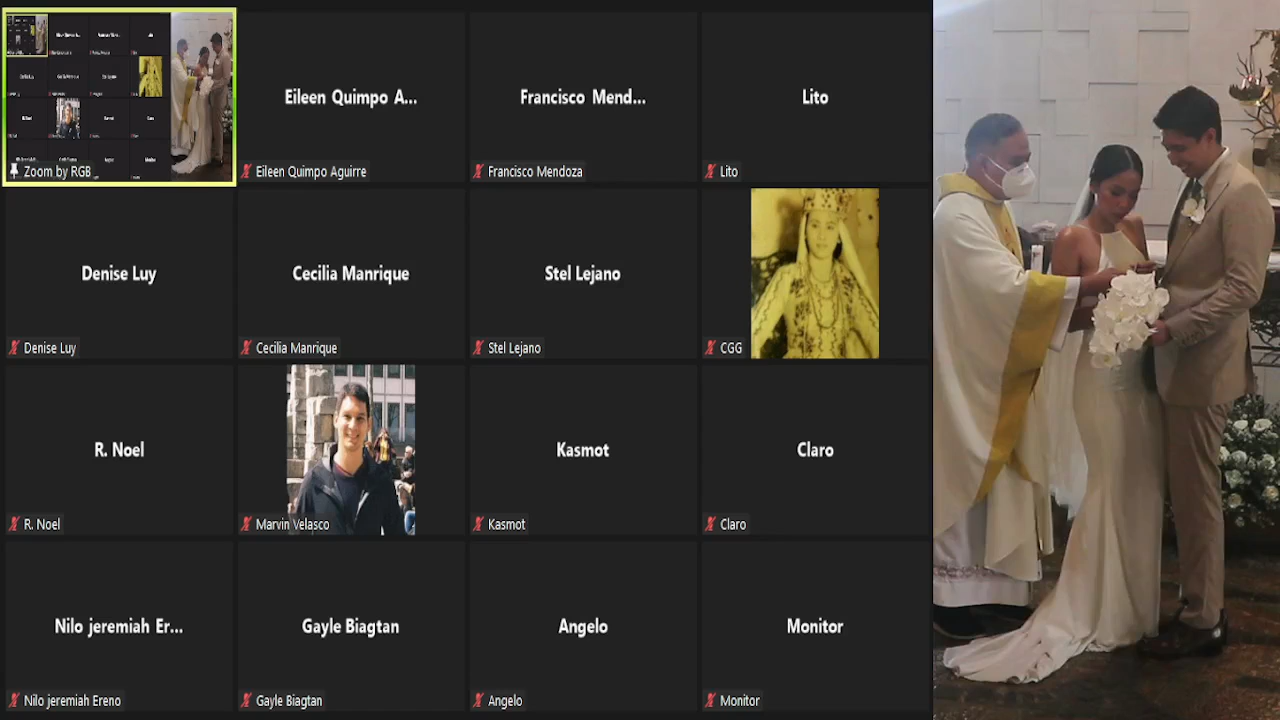 Eileen Quimpo A...
Francisco Mend...
Lito
Zoom by RGB
Eileen Quimpo Aguirre
Francisco Mendoza
Lito
Denise Luy
Cecilia Manrique
Stel Lejano
Denise Luy
Cecilia Manrique
Stel Lejano
CGG
R. Noel
Kasmot
Claro
R. Noel
Marvin Velasco
Kasmot
Claro
Nilo jeremiah Er...
Gayle Biagtan
Angelo
Monitor
Nilo jeremiah Ereno
Gayle Biagtan
Angelo
Monitor